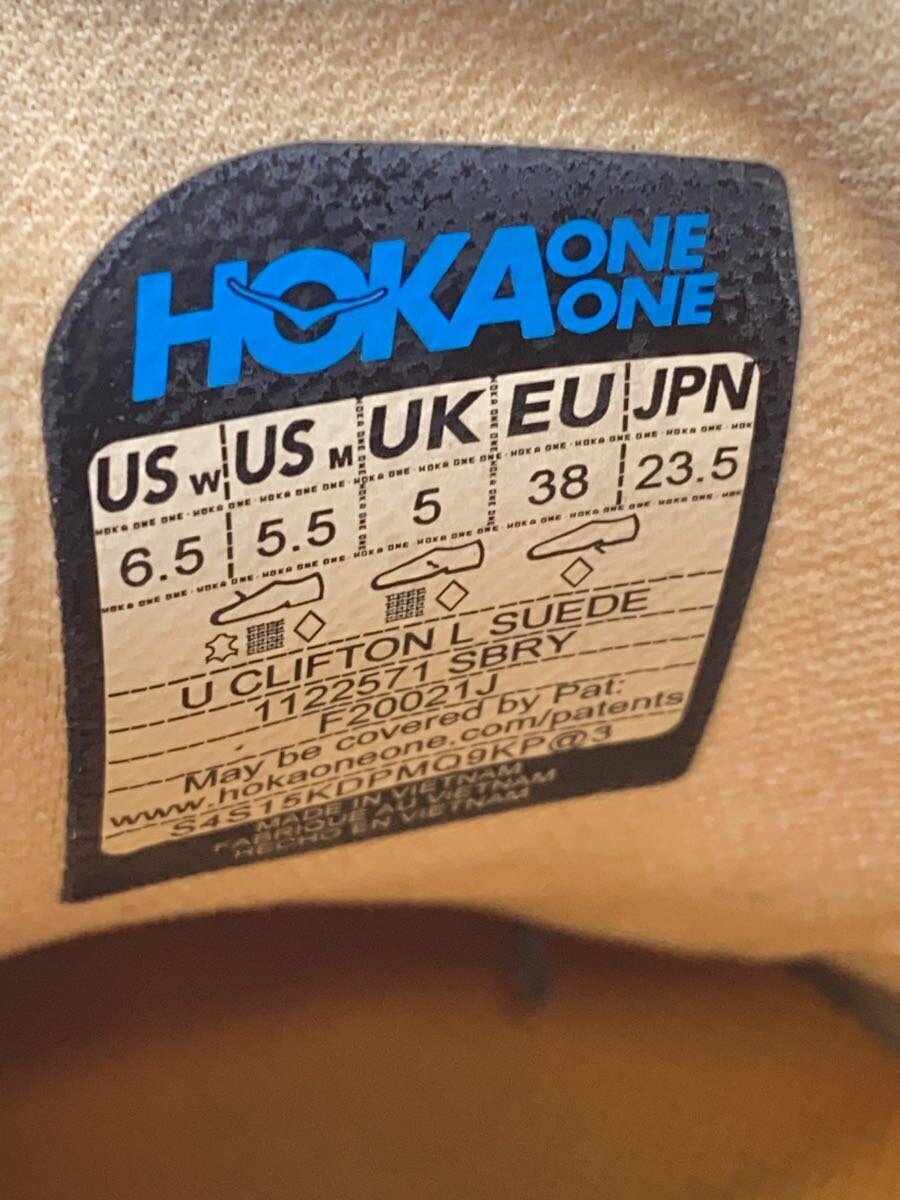 HOKA ONE ONE
US W US M UK EU JPN
6.5 5.5 5 38 23.5
U CLIFTON L SUEDE
1122571 SBRY
F20021J
May be covered by Pat:
www.hokaoneone.com/patents
S4S15KDPMQ9KP@3
MADE IN VIETNAM
FABRIQUE AU VIETNAM
HECHO EN VIETNAM